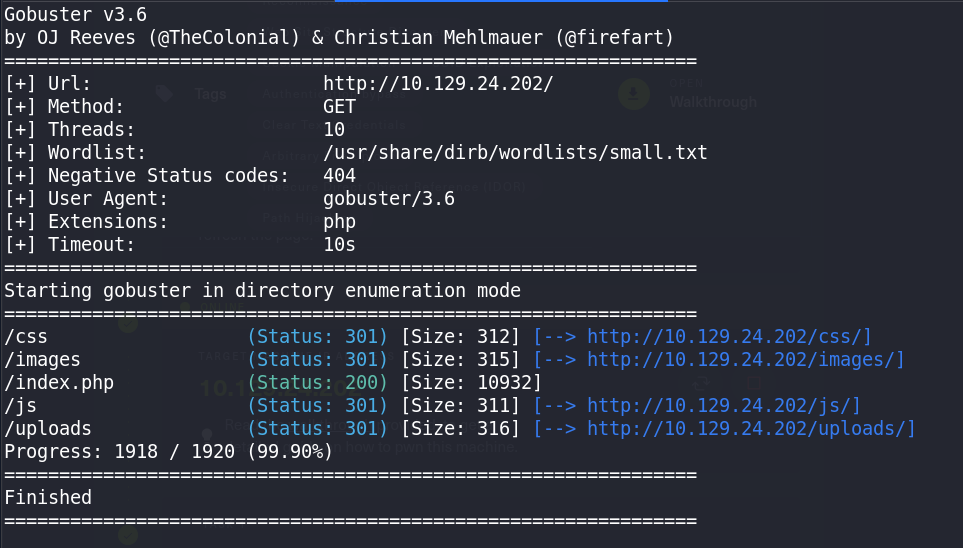 Gobuster v3.6
by OJ Reeves (@TheColonial) & Christian Mehlmauer (@firefart)
===============================================================
[+] Url:                     http://10.129.24.202/
[+] Method:                  GET
[+] Threads:                 10
[+] Wordlist:                /usr/share/dirb/wordlists/small.txt
[+] Negative Status codes:   404
[+] User Agent:              gobuster/3.6
[+] Extensions:              php
[+] Timeout:                 10s
===============================================================
Starting gobuster in directory enumeration mode
===============================================================
/css                  (Status: 301) [Size: 312] [--> http://10.129.24.202/css/]
/images               (Status: 301) [Size: 315] [--> http://10.129.24.202/images/]
/index.php            (Status: 200) [Size: 10932]
/js                   (Status: 301) [Size: 311] [--> http://10.129.24.202/js/]
/uploads              (Status: 301) [Size: 316] [--> http://10.129.24.202/uploads/]
Progress: 1918 / 1920 (99.90%)
===============================================================
Finished
===============================================================
Tags
OPEN
Walkthrough